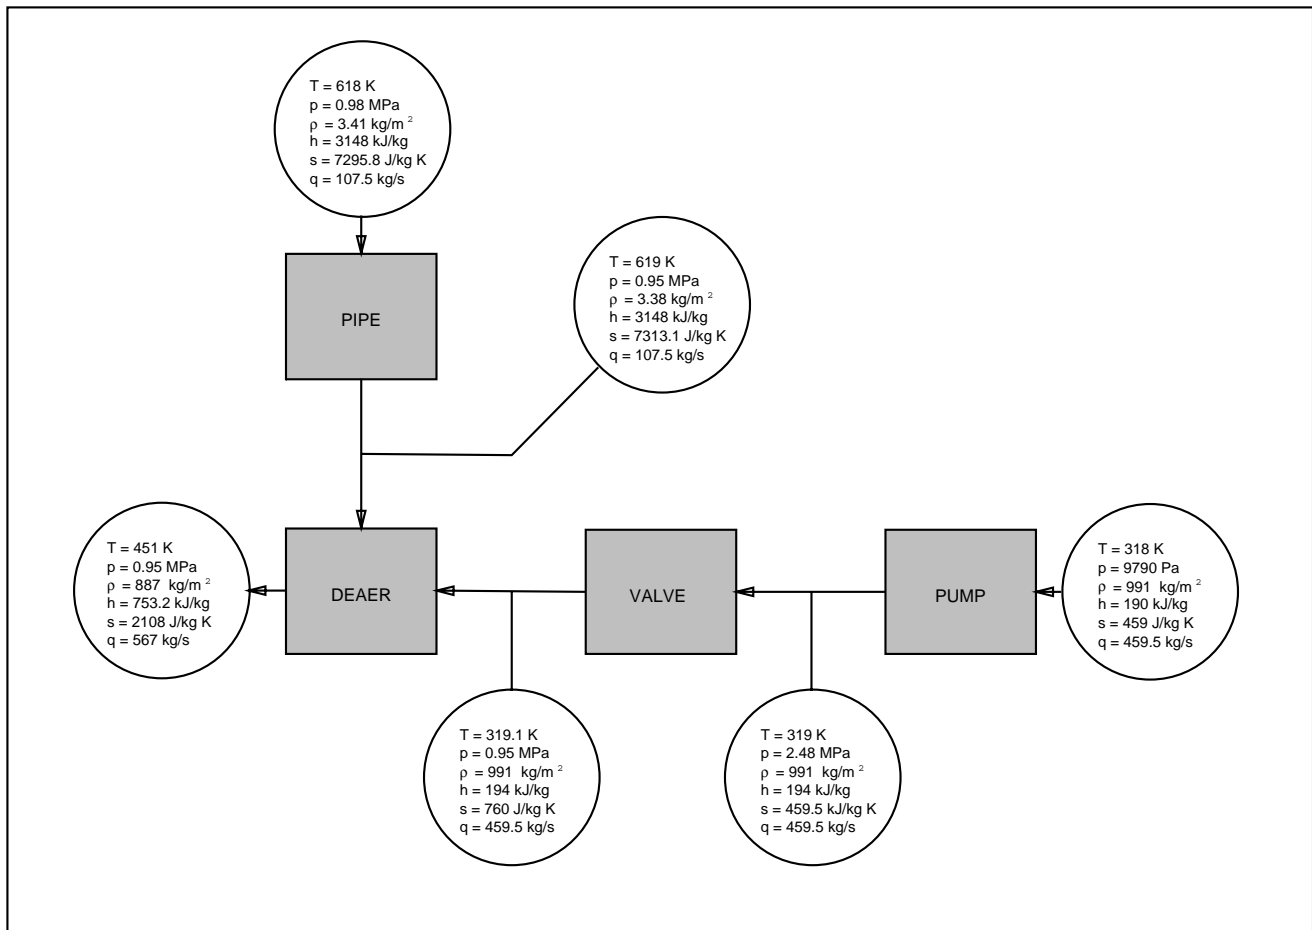 T = 618 K
p = 0.98 MPa
ρ = 3.41 kg/m ²
h = 3148 kJ/kg
s = 7295.8 J/kg K
q = 107.5 kg/s
PIPE
T = 619 K
p = 0.95 MPa
ρ = 3.38 kg/m ²
h = 3148 kJ/kg
s = 7313.1 J/kg K
q = 107.5 kg/s
T = 451 K
p = 0.95 MPa
ρ = 887 kg/m ²
h = 753.2 kJ/kg
s = 2108 J/kg K
q = 567 kg/s
DEAER
VALVE
PUMP
T = 318 K
p = 9790 Pa
ρ = 991 kg/m ²
h = 190 kJ/kg
s = 459 J/kg K
q = 459.5 kg/s
T = 319.1 K
p = 0.95 MPa
ρ = 991 kg/m ²
h = 194 kJ/kg
s = 760 J/kg K
q = 459.5 kg/s
T = 319 K
p = 2.48 MPa
ρ = 991 kg/m ²
h = 194 kJ/kg
s = 459.5 kJ/kg K
q = 459.5 kg/s